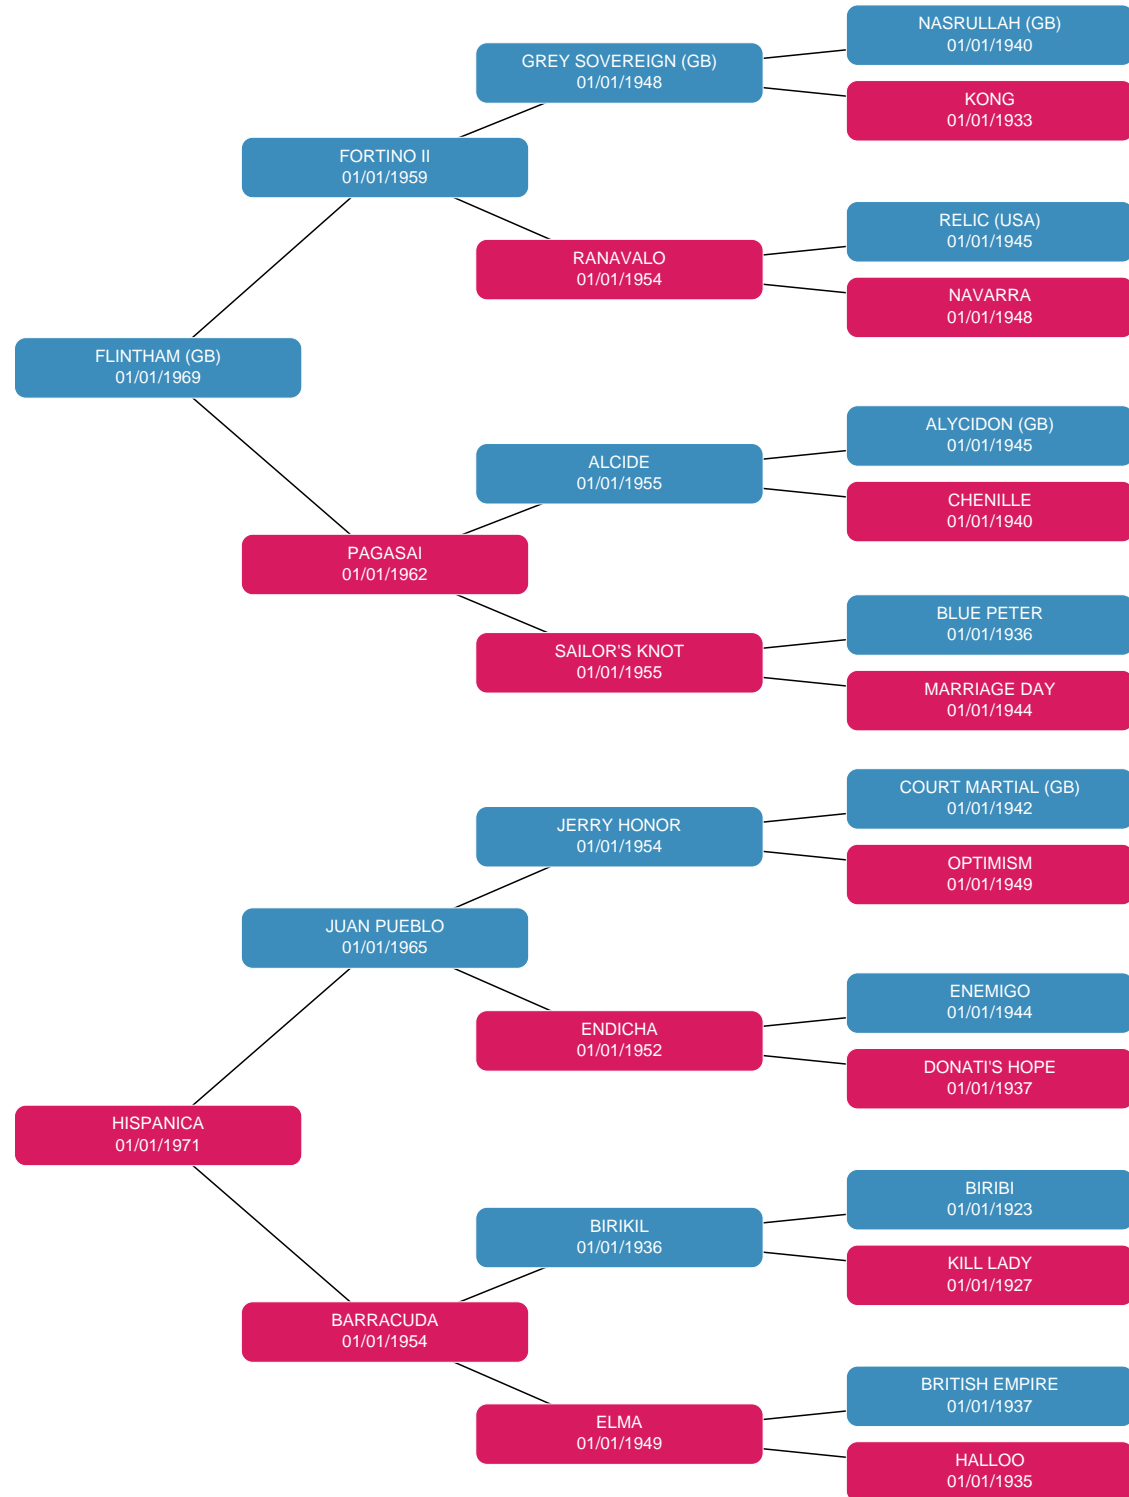 NASRULLAH (GB)
01/01/1940
GREY SOVEREIGN (GB)
01/01/1948
KONG
01/01/1933
FORTINO II
01/01/1959
RELIC (USA)
01/01/1945
RANAVALO
01/01/1954
NAVARRA
01/01/1948
FLINTHAM (GB)
01/01/1969
ALYCIDON (GB)
01/01/1945
ALCIDE
01/01/1955
CHENILLE
01/01/1940
PAGASAI
01/01/1962
BLUE PETER
01/01/1936
SAILOR'S KNOT
01/01/1955
MARRIAGE DAY
01/01/1944
COURT MARTIAL (GB)
01/01/1942
JERRY HONOR
01/01/1954
OPTIMISM
01/01/1949
JUAN PUEBLO
01/01/1965
ENEMIGO
01/01/1944
ENDICHA
01/01/1952
DONATI'S HOPE
01/01/1937
HISPANICA
01/01/1971
BIRIBI
01/01/1923
BIRIKIL
01/01/1936
KILL LADY
01/01/1927
BARRACUDA
01/01/1954
BRITISH EMPIRE
01/01/1937
ELMA
01/01/1949
HALLOO
01/01/1935